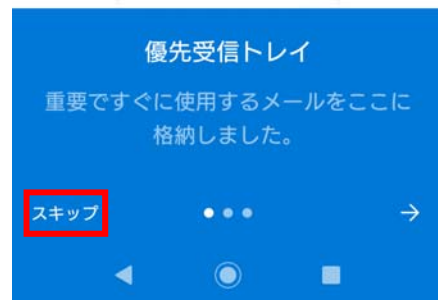 優先受信トレイ
重要ですぐに使用するメールをここに
格納しました。
スキップ